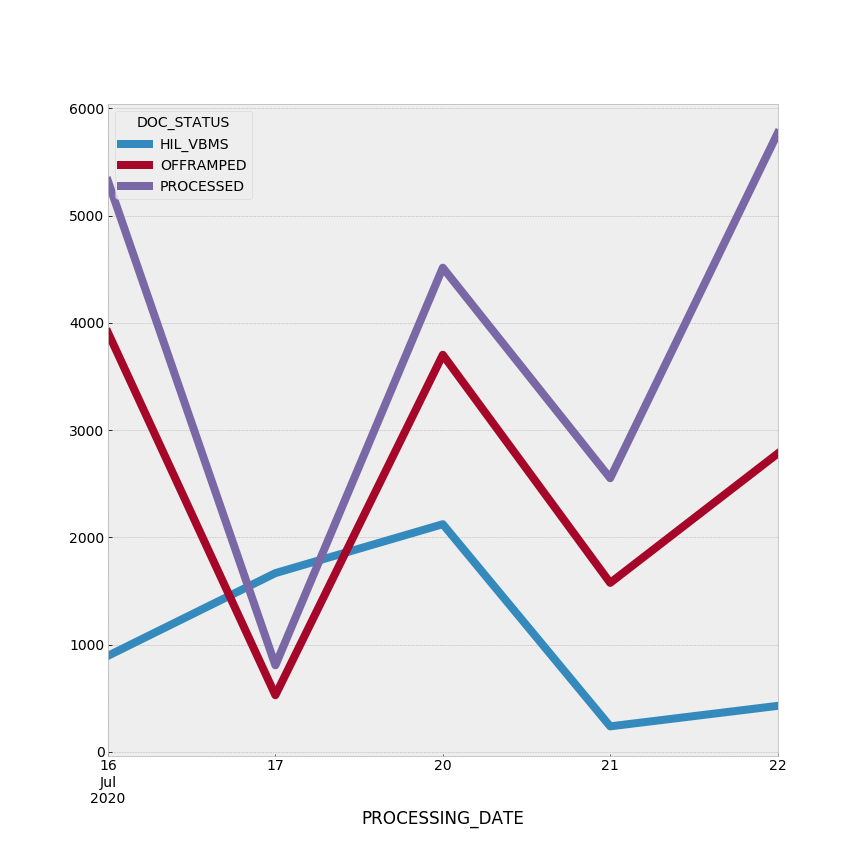 6000
5000
4000
3000
2000
1000
0
DOC_STATUS
HIL_VBMS
OFFRAMPED
PROCESSED
16 17 20 21 22
Jul
2020
PROCESSING_DATE